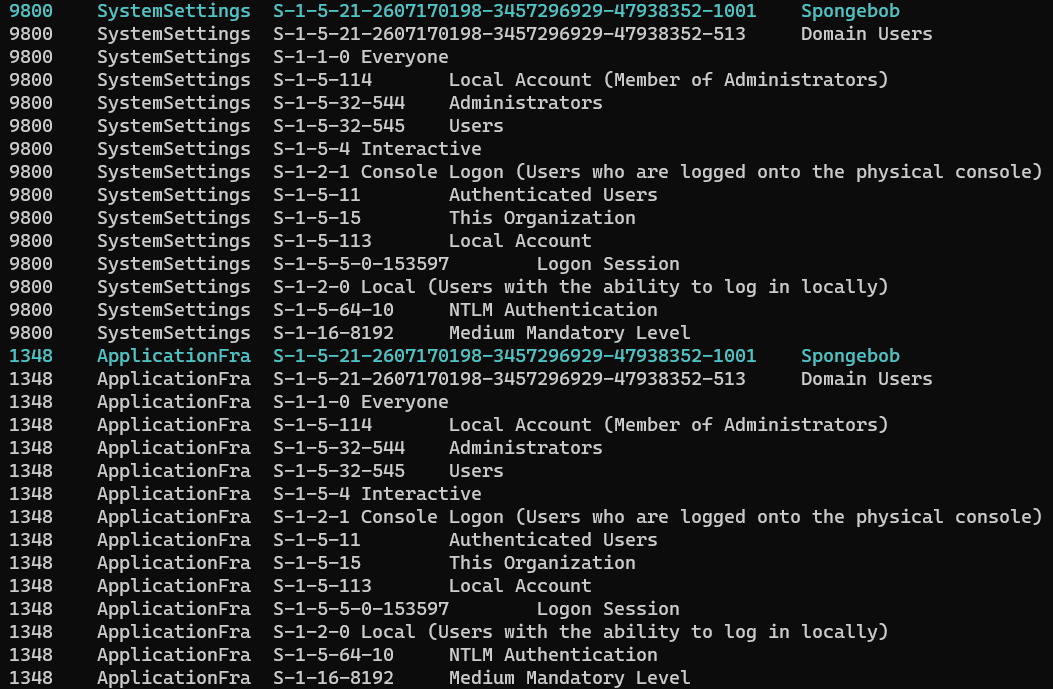 9800 SystemSettings S-1-5-21-2607170198-3457296929-47938352-1001 Spongebob
9800 SystemSettings S-1-5-21-2607170198-3457296929-47938352-513 Domain Users
9800 SystemSettings S-1-1-0 Everyone
9800 SystemSettings S-1-5-114 Local Account (Member of Administrators)
9800 SystemSettings S-1-5-32-544 Administrators
9800 SystemSettings S-1-5-32-545 Users
9800 SystemSettings S-1-5-4 Interactive
9800 SystemSettings S-1-2-1 Console Logon (Users who are logged onto the physical console)
9800 SystemSettings S-1-5-11 Authenticated Users
9800 SystemSettings S-1-5-15 This Organization
9800 SystemSettings S-1-5-113 Local Account
9800 SystemSettings S-1-5-5-0-153597 Logon Session
9800 SystemSettings S-1-2-0 Local (Users with the ability to log in locally)
9800 SystemSettings S-1-5-64-10 NTLM Authentication
9800 SystemSettings S-1-16-8192 Medium Mandatory Level
1348 ApplicationFra S-1-5-21-2607170198-3457296929-47938352-1001 Spongebob
1348 ApplicationFra S-1-5-21-2607170198-3457296929-47938352-513 Domain Users
1348 ApplicationFra S-1-1-0 Everyone
1348 ApplicationFra S-1-5-114 Local Account (Member of Administrators)
1348 ApplicationFra S-1-5-32-544 Administrators
1348 ApplicationFra S-1-5-32-545 Users
1348 ApplicationFra S-1-5-4 Interactive
1348 ApplicationFra S-1-2-1 Console Logon (Users who are logged onto the physical console)
1348 ApplicationFra S-1-5-11 Authenticated Users
1348 ApplicationFra S-1-5-15 This Organization
1348 ApplicationFra S-1-5-113 Local Account
1348 ApplicationFra S-1-5-5-0-153597 Logon Session
1348 ApplicationFra S-1-2-0 Local (Users with the ability to log in locally)
1348 ApplicationFra S-1-5-64-10 NTLM Authentication
1348 ApplicationFra S-1-16-8192 Medium Mandatory Level